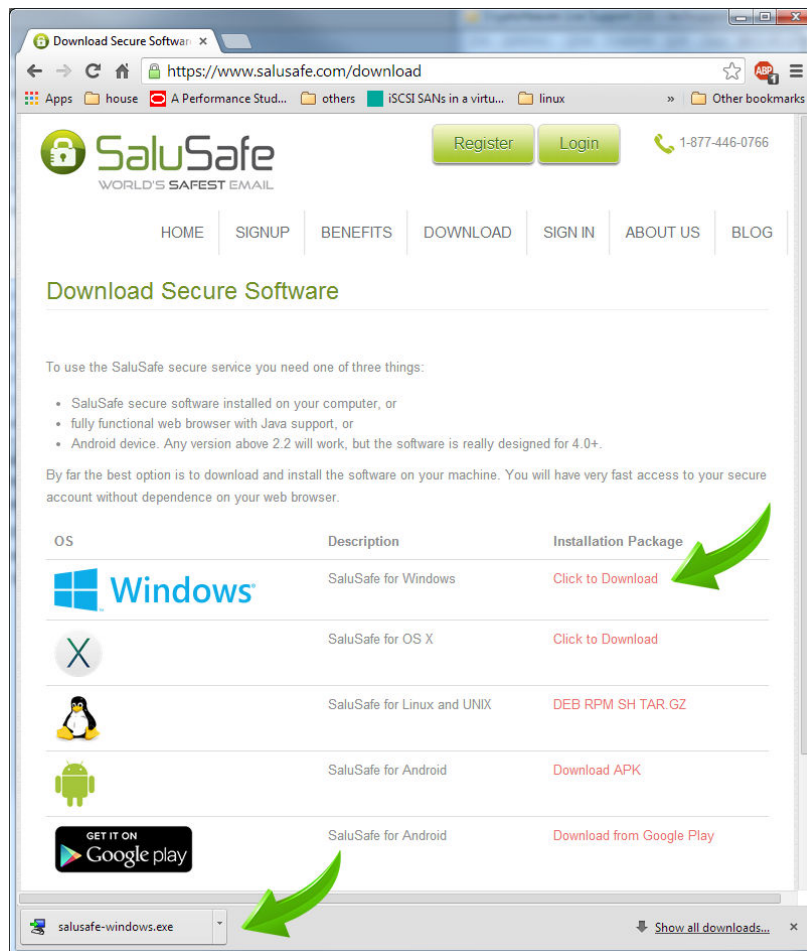 Download Secure Softwar
https://www.salusafe.com/download
ABP
1
Apps house A Performance Stud... others iSCSI SANs in a virtu... linux » Other bookmarks
SaluSafe
WORLD'S SAFEST EMAIL
Register Login 1-877-446-0766
HOME SIGNUP BENEFITS DOWNLOAD SIGN IN ABOUT US BLOG
Download Secure Software
To use the SaluSafe secure service you need one of three things:
• SaluSafe secure software installed on your computer, or
• fully functional web browser with Java support, or
• Android device. Any version above 2.2 will work, but the software is really designed for 4.0+.
By far the best option is to download and install the software on your machine. You will have very fast access to your secure
account without dependence on your web browser.
OS Description Installation Package
Windows SaluSafe for Windows Click to Download
X SaluSafe for OS X Click to Download
SaluSafe for Linux and UNIX DEB RPM SH TAR.GZ
SaluSafe for Android Download APK
GET IT ON
Google play SaluSafe for Android Download from Google Play
salusafe-windows.exe Show all downloads...